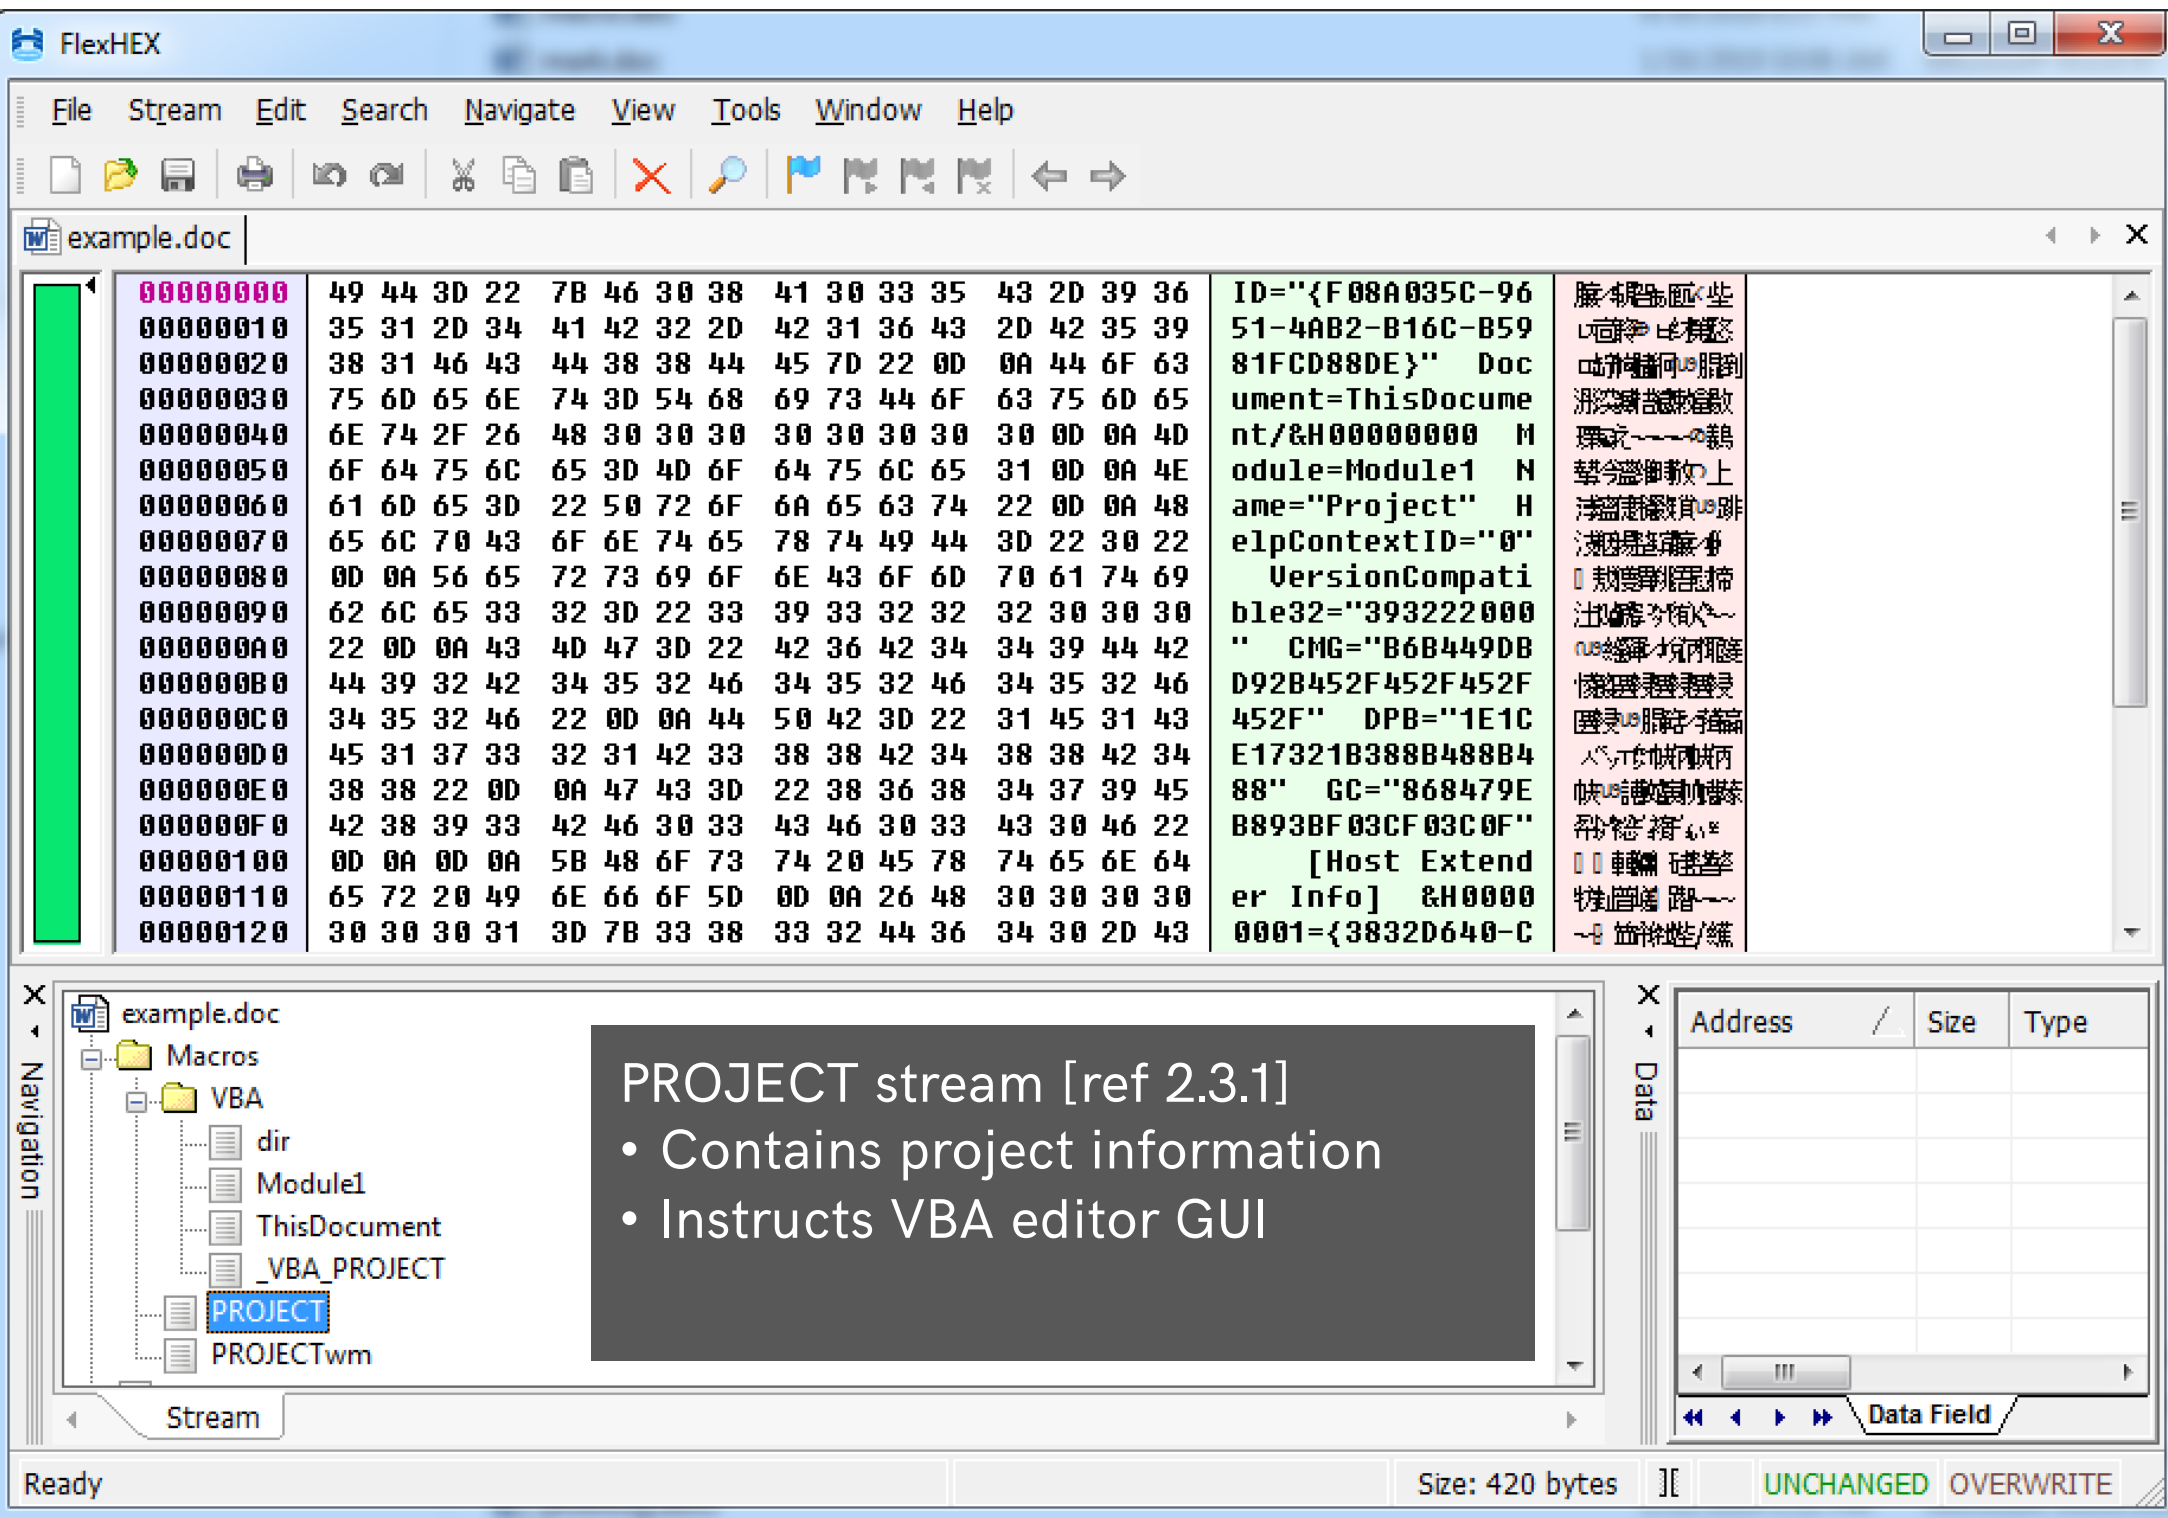 FlexHEX
File Stream Edit Search Navigate View Tools Window Help
example.doc
00000000 49 44 3D 22 7B 46 30 38 41 30 33 35 43 2D 39 36 ID="{F08A035C-96
00000010 35 31 2D 34 41 42 32 2D 42 31 36 43 2D 42 35 39 51-4AB2-B16C-B59
00000020 38 31 46 43 44 38 38 44 45 7D 22 0D 0A 44 6F 63 81FCD88DE}" Doc
00000030 75 6D 65 6E 74 3D 54 68 69 73 44 6F 63 75 6D 65 ument=ThisDocume
00000040 6E 74 2F 26 48 30 30 30 30 30 30 30 30 0D 0A 4D nt/&H00000000 M
00000050 6F 64 75 6C 65 3D 4D 6F 64 75 6C 65 31 0D 0A 4E odule=Module1 N
00000060 61 6D 65 3D 22 50 72 6F 6A 65 63 74 22 0D 0A 48 ame="Project" H
00000070 65 6C 70 43 6F 6E 74 65 78 74 49 44 3D 22 30 22 elpContextID="0"
00000080 0D 0A 56 65 72 73 69 6F 6E 43 6F 6D 70 61 74 69 VersionCompati
00000090 62 6C 65 33 32 3D 22 33 39 33 32 32 32 30 30 30 ble32="393222000
000000A0 22 0D 0A 43 4D 47 3D 22 42 36 42 34 34 39 44 42 " CMG="B6B449DB
000000B0 44 39 32 42 34 35 32 46 34 35 32 46 34 35 32 46 D92B452F452F452F
000000C0 34 35 32 46 22 0D 0A 44 50 42 3D 22 31 45 31 43 452F" DPB="1E1C
000000D0 45 31 37 33 32 31 42 33 38 38 42 34 38 38 42 34 E17321B388B488B4
000000E0 38 38 22 0D 0A 47 43 3D 22 38 36 38 34 37 39 45 88" GC="868479E
000000F0 42 38 39 33 42 46 30 33 43 46 30 33 43 30 46 22 B893BF03CF03C0F"
00000100 0D 0A 0D 0A 5B 48 6F 73 74 20 45 78 74 65 6E 64 [Host Extend
00000110 65 72 20 49 6E 66 6F 5D 0D 0A 26 48 30 30 30 30 er Info] &H0000
00000120 30 30 30 31 3D 7B 33 38 33 32 44 36 34 30 2D 43 0001={3832D640-C
Navigation
example.doc
Macros
VBA
dir
Module1
ThisDocument
_VBA_PROJECT
PROJECT
PROJECTwm
Stream
PROJECT stream [ref 2.3.1]
• Contains project information
• Instructs VBA editor GUI
Data
Address Size Type
Data Field
Ready
Size: 420 bytes
UNCHANGED OVERWRITE